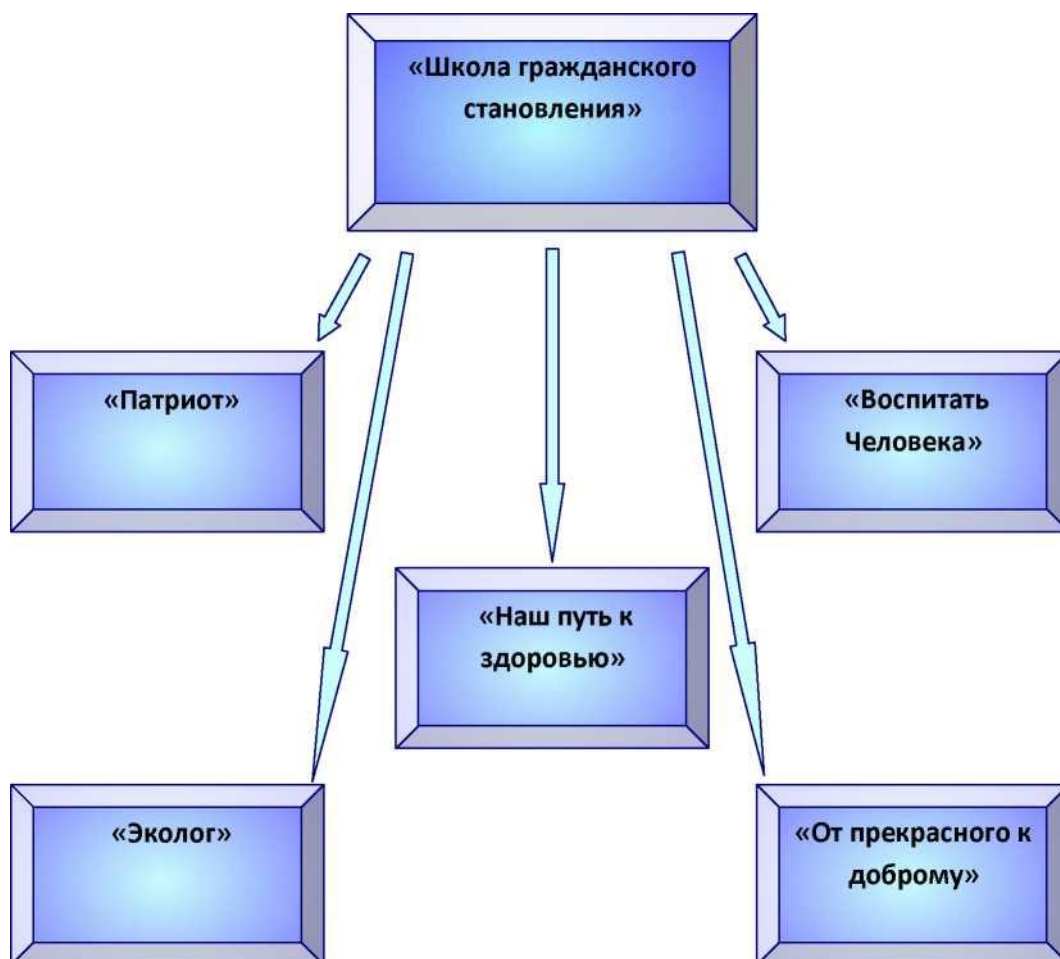 «Школа гражданского
становления»
«Патриот»
«Воспитать
Человека»
«Наш путь к
здоровью»
«Эколог»
«От прекрасного к
доброму»